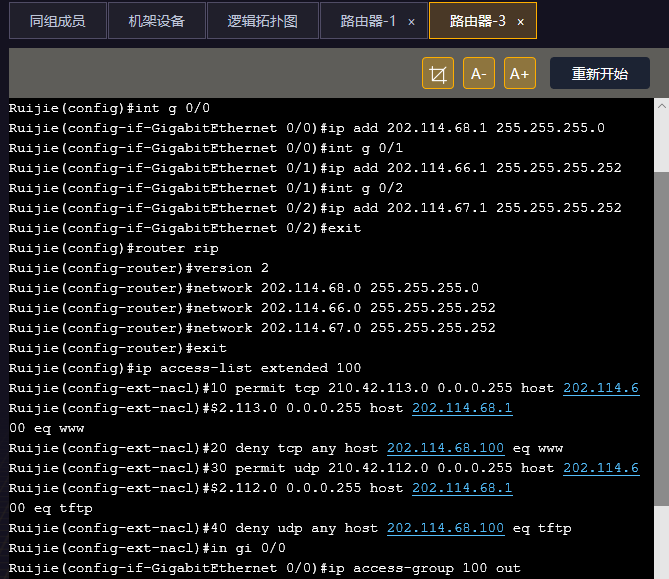 同组成员 机架设备 逻辑拓扑图 路由器-1 × 路由器-3 ×
A- A+ 重新开始
Ruijie(config)#int g 0/0
Ruijie(config-if-GigabitEthernet 0/0)#ip add 202.114.68.1 255.255.255.0
Ruijie(config-if-GigabitEthernet 0/0)#int g 0/1
Ruijie(config-if-GigabitEthernet 0/1)#ip add 202.114.66.1 255.255.255.252
Ruijie(config-if-GigabitEthernet 0/1)#int g 0/2
Ruijie(config-if-GigabitEthernet 0/2)#ip add 202.114.67.1 255.255.255.252
Ruijie(config-if-GigabitEthernet 0/2)#exit
Ruijie(config)#router rip
Ruijie(config-router)#version 2
Ruijie(config-router)#network 202.114.68.0 255.255.255.0
Ruijie(config-router)#network 202.114.66.0 255.255.255.252
Ruijie(config-router)#network 202.114.67.0 255.255.255.252
Ruijie(config-router)#exit
Ruijie(config)#ip access-list extended 100
Ruijie(config-ext-nacl)#10 permit tcp 210.42.113.0 0.0.0.255 host 202.114.6
Ruijie(config-ext-nacl)#$2.113.0 0.0.0.255 host 202.114.68.1
00 eq www
Ruijie(config-ext-nacl)#20 deny tcp any host 202.114.68.100 eq www
Ruijie(config-ext-nacl)#30 permit udp 210.42.112.0 0.0.0.255 host 202.114.6
Ruijie(config-ext-nacl)#$2.112.0 0.0.0.255 host 202.114.68.1
00 eq tftp
Ruijie(config-ext-nacl)#40 deny udp any host 202.114.68.100 eq tftp
Ruijie(config-ext-nacl)#in gi 0/0
Ruijie(config-if-GigabitEthernet 0/0)#ip access-group 100 out